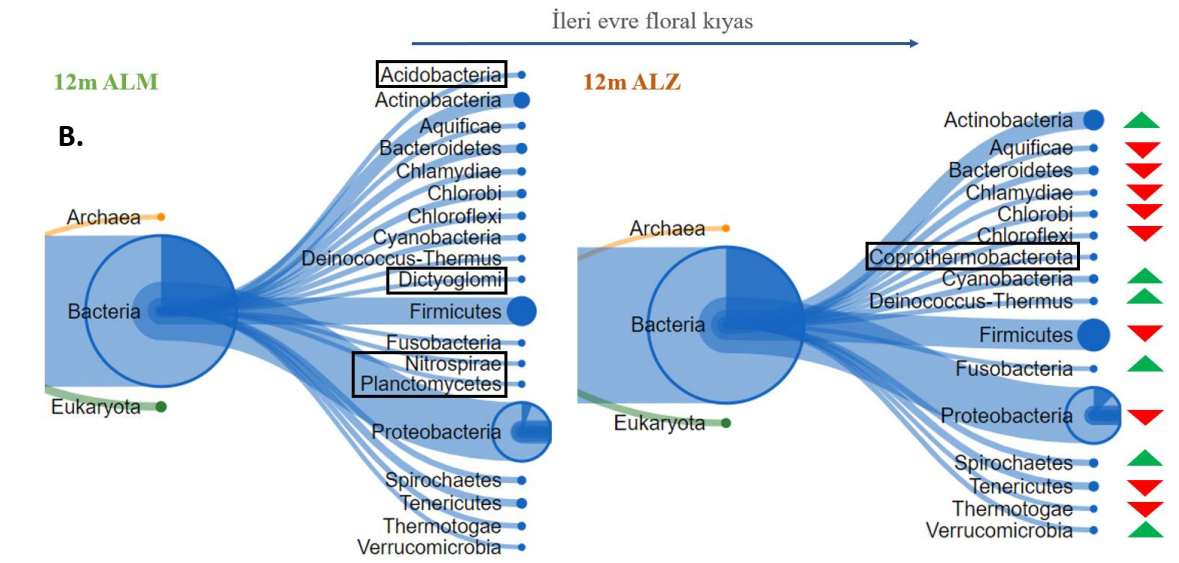 İleri evre floral kıyas
12m ALM
B.
Archaea
Bacteria
Eukaryota
Acidobacteria
Actinobacteria
Aquificae
Bacteroidetes
Chlamydiae
Chlorobi
Chloroflexi
Cyanobacteria
Deinococcus-Thermus
Dictyoglomi
Firmicutes
Fusobacteria
Nitrospirae
Planctomycetes
Proteobacteria
Spirochaetes
Tenericutes
Thermotogae
Verrucomicrobia
12m ALZ
Archaea
Bacteria
Eukaryota
Actinobacteria
Aquificae
Bacteroidetes
Chlamydiae
Chlorobi
Chloroflexi
Coprothermobacterota
Cyanobacteria
Deinococcus-Thermus
Firmicutes
Fusobacteria
Proteobacteria
Spirochaetes
Tenericutes
Thermotogae
Verrucomicrobia